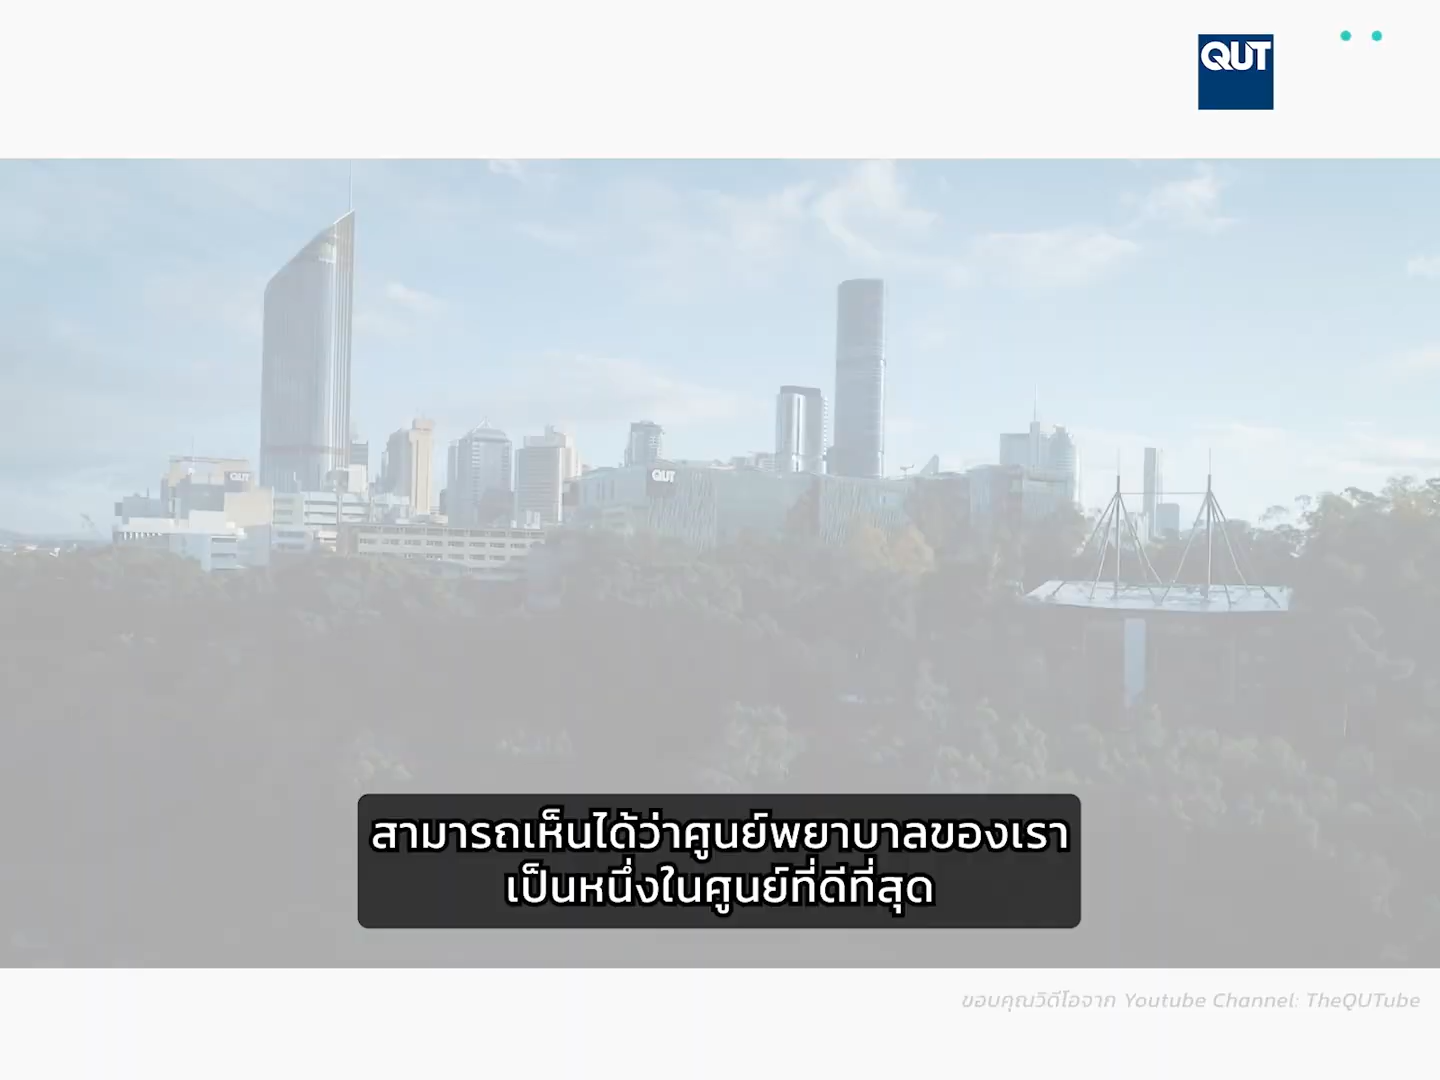 QUT
QUT
QUT
สามารถเห็นได้ว่าศูนย์พยาบาลของเรา
เป็นหนึ่งในศูนย์ที่ดีที่สุด
ขอบคุณวิดีโอจาก Youtube Channel: TheQUTube